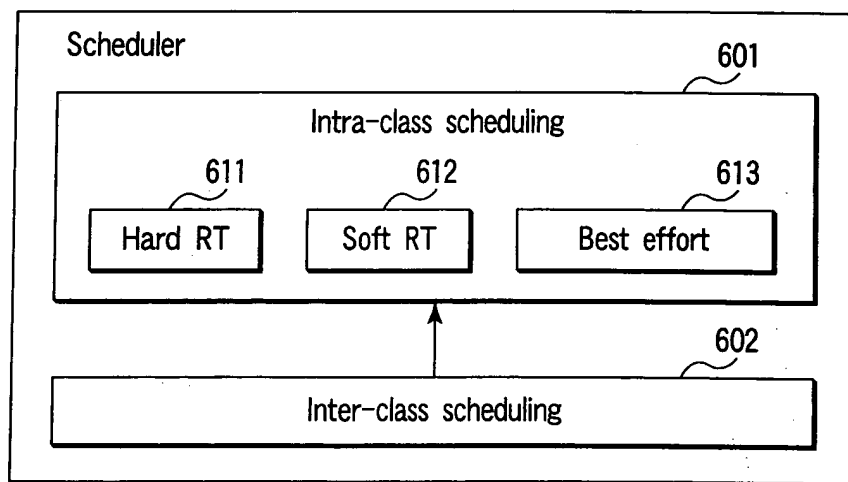 Scheduler
601
Intra-class scheduling
611
612
613
Hard RT
Soft RT
Best effort
602
Inter-class scheduling